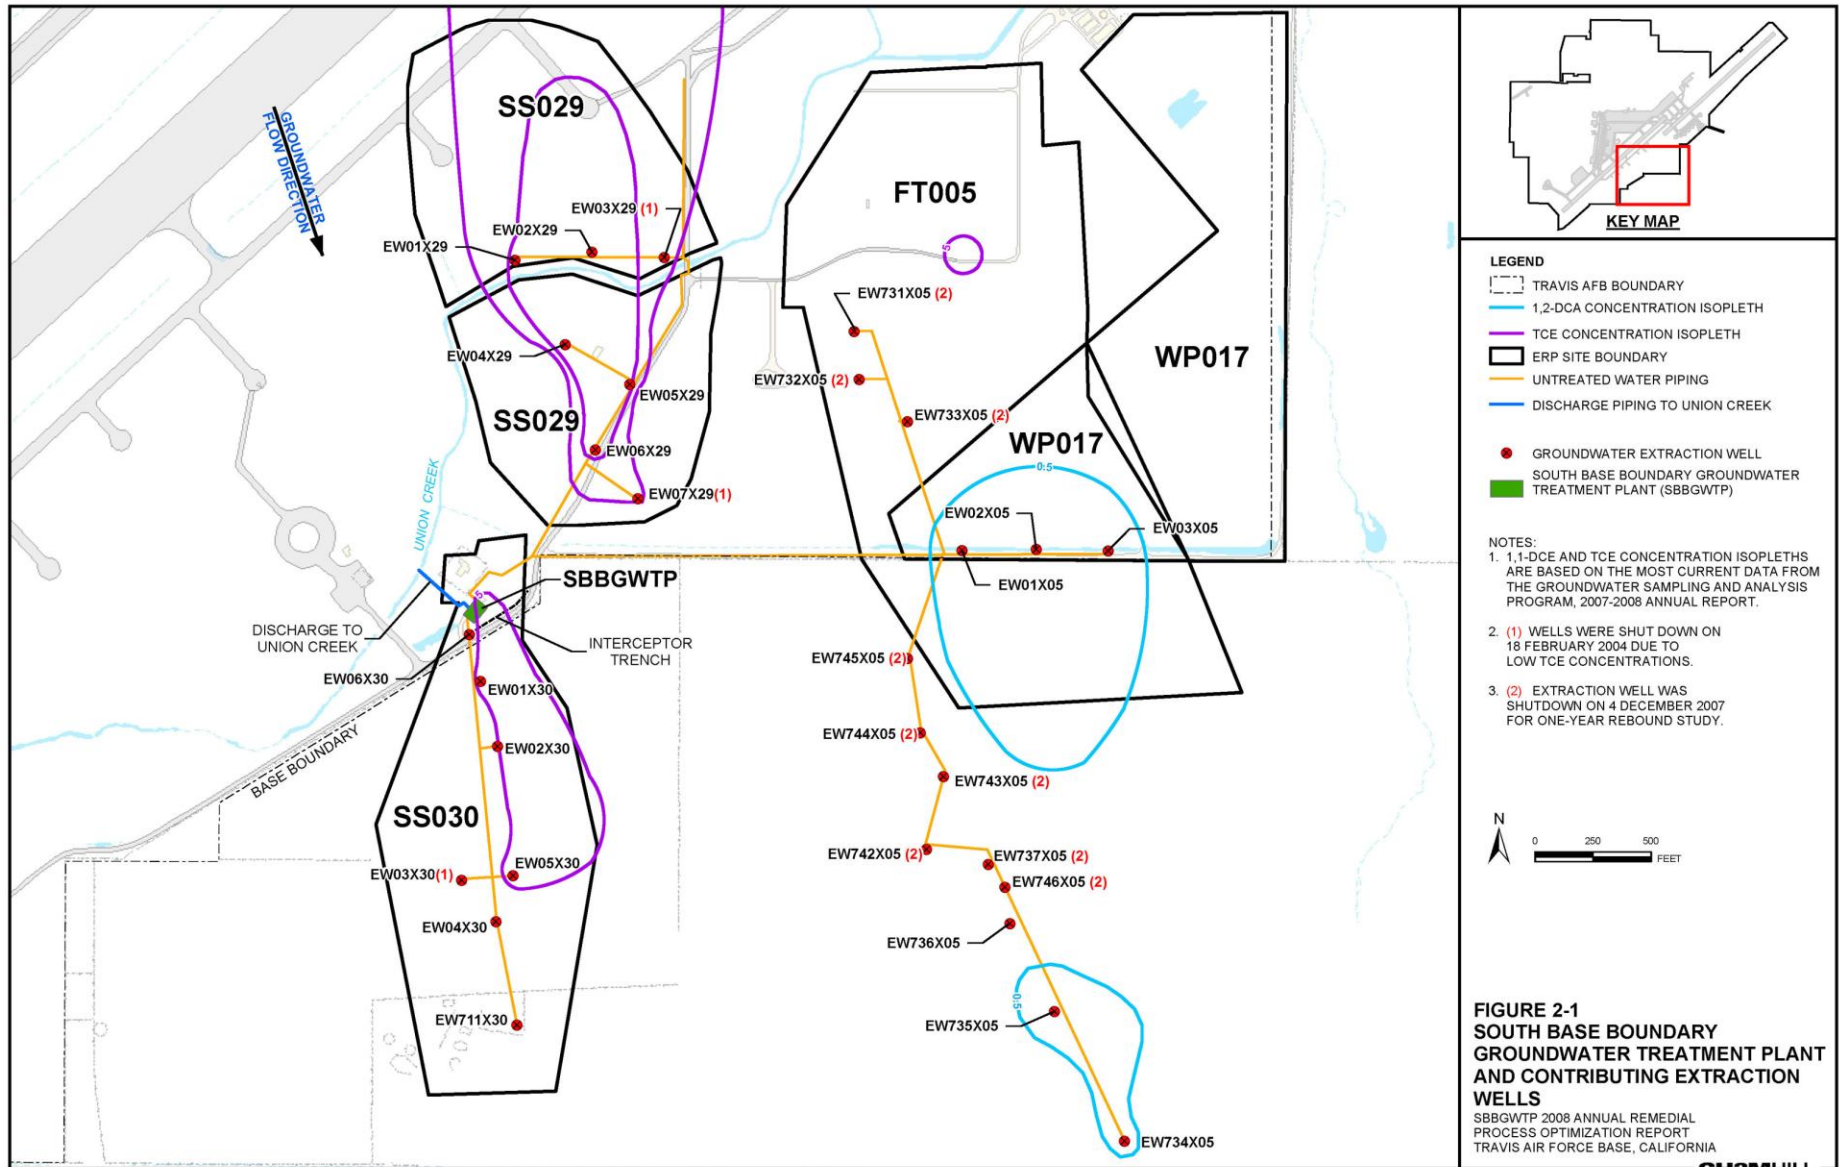 SS029
GROUNDWATER
FLOW DIRECTION
EW03X29 (1)
EW02X29
EW01X29
EW04X29
EW05X29
SS029
EW06X29
EW07X29(1)
UNION CREEK
FT005
5
EW731X05 (2)
EW732X05 (2)
EW733X05 (2)
WP017
WP017
0.5
EW02X05
EW03X05
EW01X05
SBBGWTP
5
DISCHARGE TO
UNION CREEK
INTERCEPTOR
TRENCH
EW06X30
EW01X30
EW02X30
BASE BOUNDARY
SS030
EW05X30
EW03X30(1)
EW04X30
EW711X30
EW745X05 (2)
EW744X05 (2)
EW743X05 (2)
EW742X05 (2)
EW737X05 (2)
EW746X05 (2)
EW736X05
0.5
EW735X05
EW734X05
KEY MAP
LEGEND
TRAVIS AFB BOUNDARY
1,2-DCA CONCENTRATION ISOPLETH
TCE CONCENTRATION ISOPLETH
ERP SITE BOUNDARY
UNTREATED WATER PIPING
DISCHARGE PIPING TO UNION CREEK
GROUNDWATER EXTRACTION WELL
SOUTH BASE BOUNDARY GROUNDWATER
TREATMENT PLANT (SBBGWTP)
NOTES:
1. 1,1-DCE AND TCE CONCENTRATION ISOPLETHS
ARE BASED ON THE MOST CURRENT DATA FROM
THE GROUNDWATER SAMPLING AND ANALYSIS
PROGRAM, 2007-2008 ANNUAL REPORT.
2. (1) WELLS WERE SHUT DOWN ON
18 FEBRUARY 2004 DUE TO
LOW TCE CONCENTRATIONS.
3. (2) EXTRACTION WELL WAS
SHUTDOWN ON 4 DECEMBER 2007
FOR ONE-YEAR REBOUND STUDY.
N
0 250 500
FEET
FIGURE 2-1
SOUTH BASE BOUNDARY
GROUNDWATER TREATMENT PLANT
AND CONTRIBUTING EXTRACTION
WELLS
SBBGWTP 2008 ANNUAL REMEDIAL
PROCESS OPTIMIZATION REPORT
TRAVIS AIR FORCE BASE, CALIFORNIA